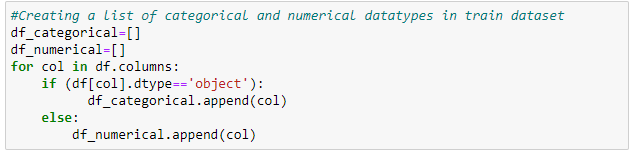 #Creating a list of categorical and numerical datatypes in train dataset
df_categorical=[]
df_numerical=[]
for col in df.columns:
    if (df[col].dtype=='object'):
          df_categorical.append(col)
    else:
        df_numerical.append(col)